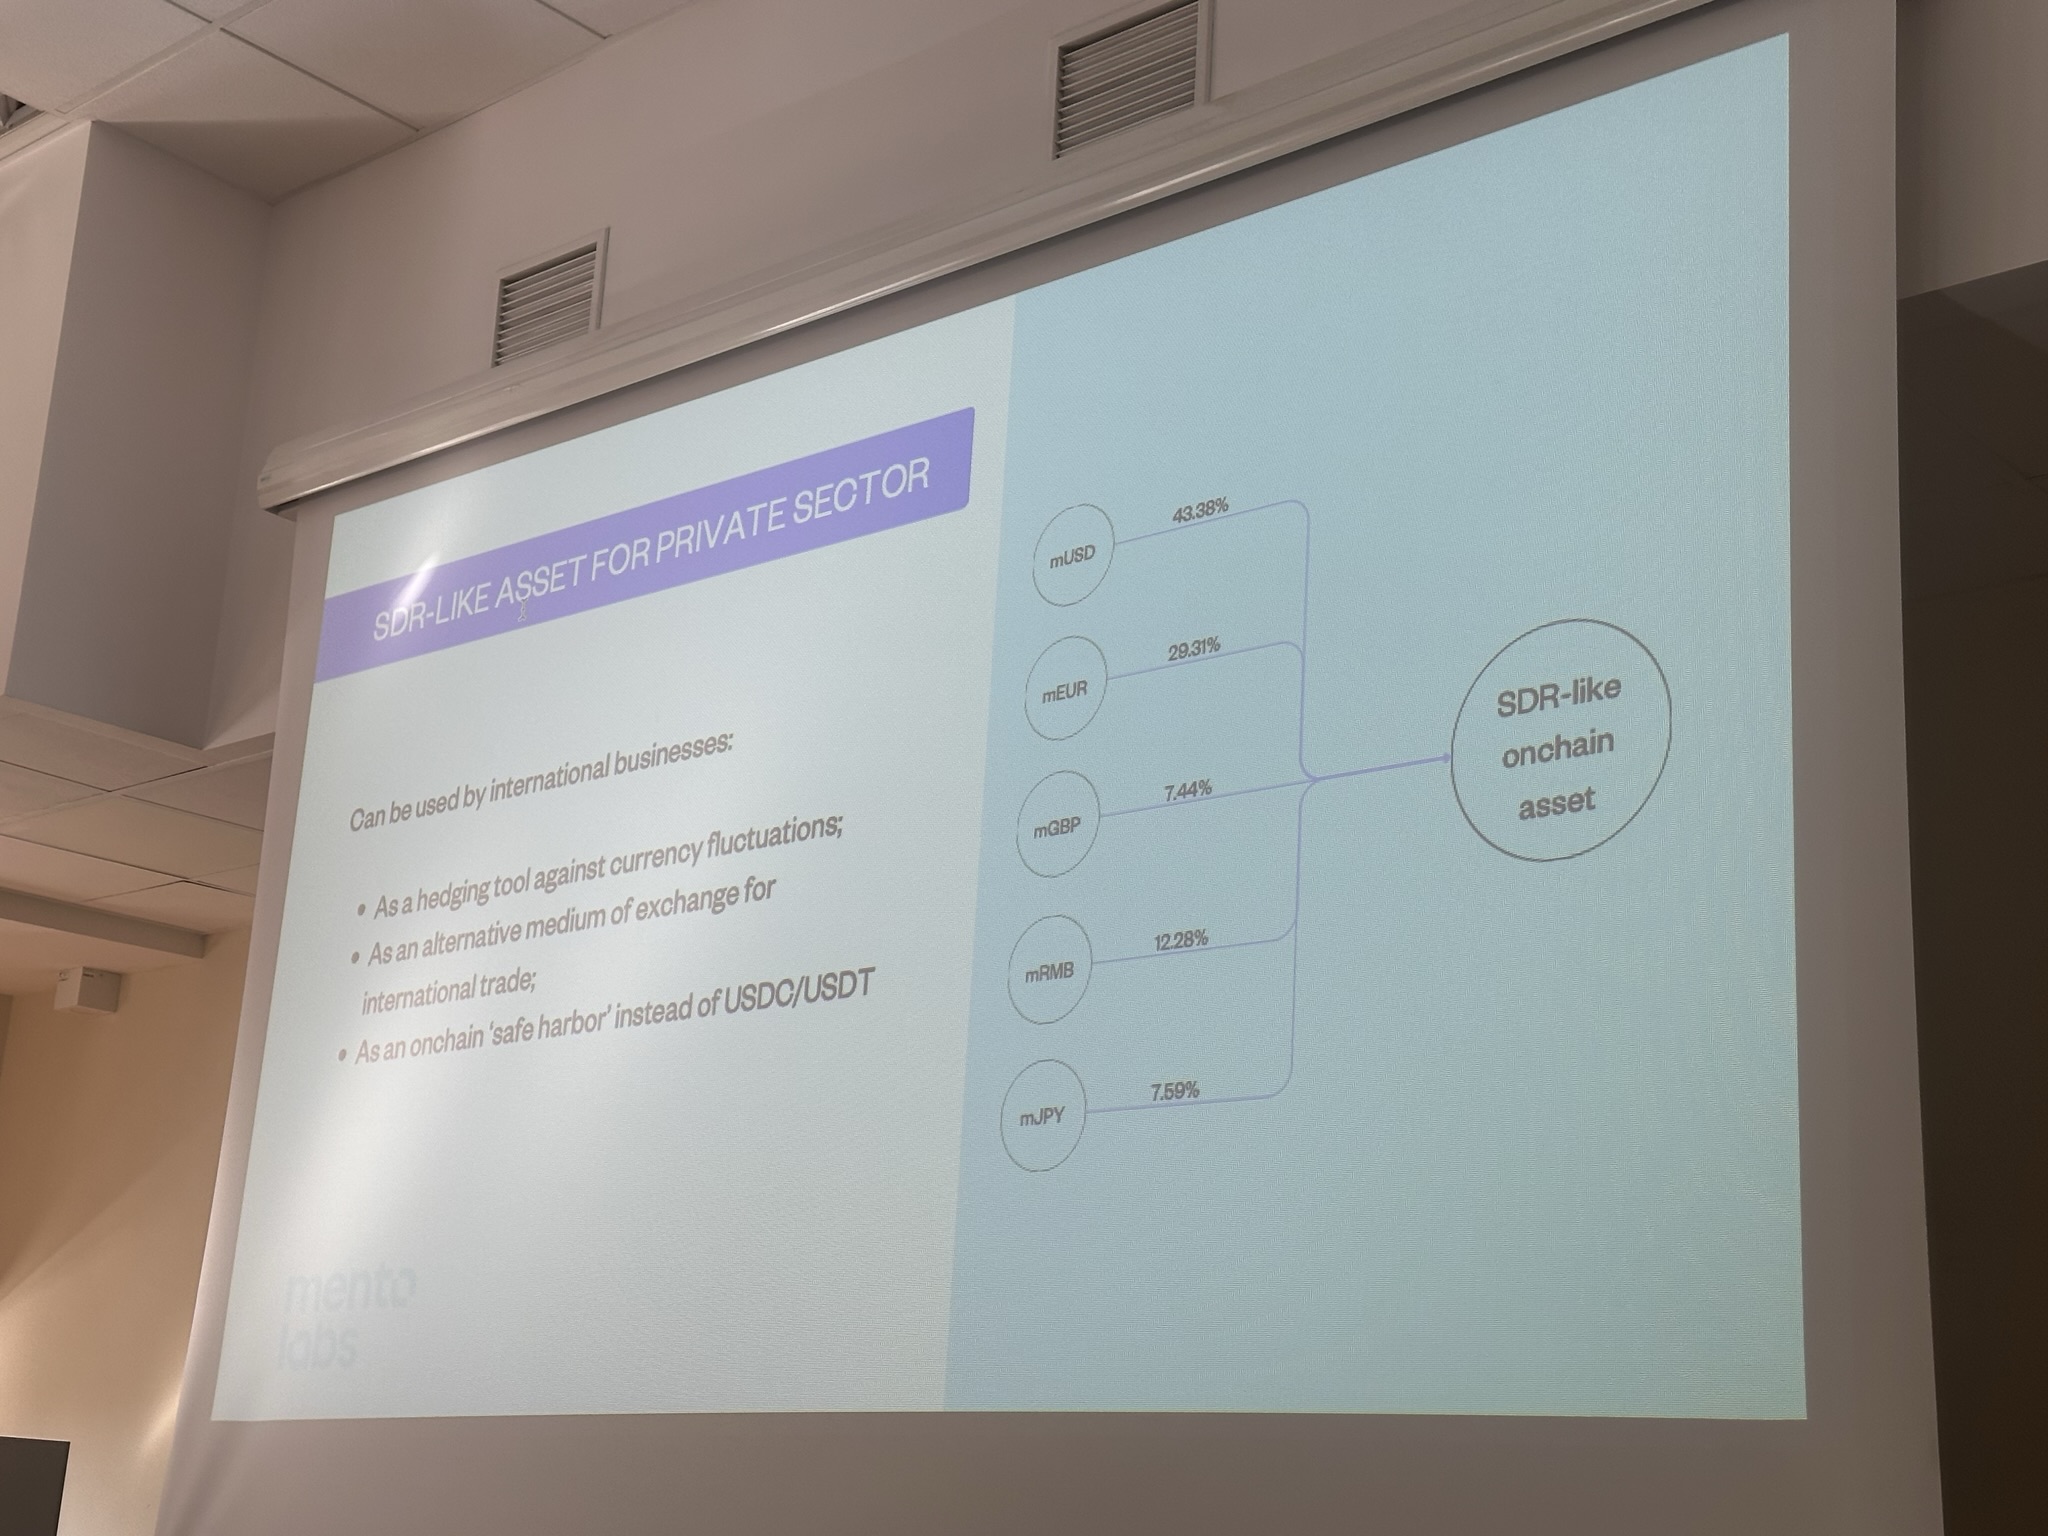 SDR-LIKE ASSET FOR PRIVATE SECTOR
Can be used by international businesses:
• As a hedging tool against currency fluctuations;
• As an alternative medium of exchange for
international trade;
• As an onchain ‘safe harbor’ instead of USDC/USDT
mento
labs
mUSD
43.38%
mEUR
29.31%
mGBP
7.44%
mRMB
12.28%
mJPY
7.59%
SDR-like
onchain
asset